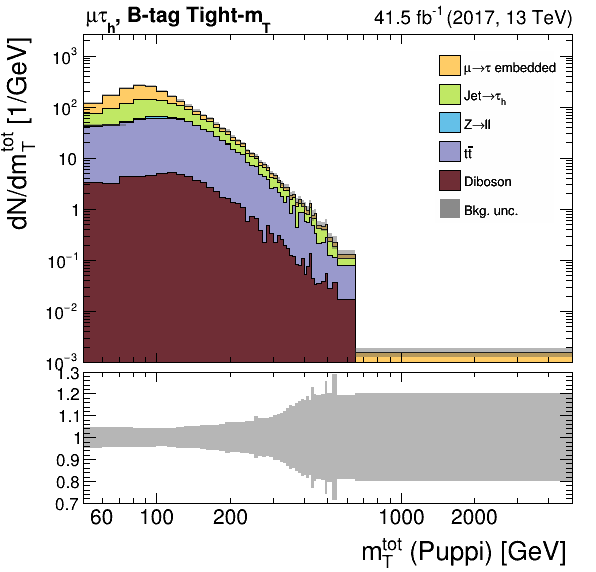 μτh, B-tag Tight-mT
41.5 fb-1 (2017, 13 TeV)
dN/dmTtot [1/GeV]
10³
10²
10
1
10⁻¹
10⁻²
10⁻³
μ→τ embedded
Jet→τh
Z→ll
tt̄
Diboson
Bkg. unc.
1.3
1.2
1.1
1
0.9
0.8
0.7
60 100 200 1000 2000
mTtot (Puppi) [GeV]